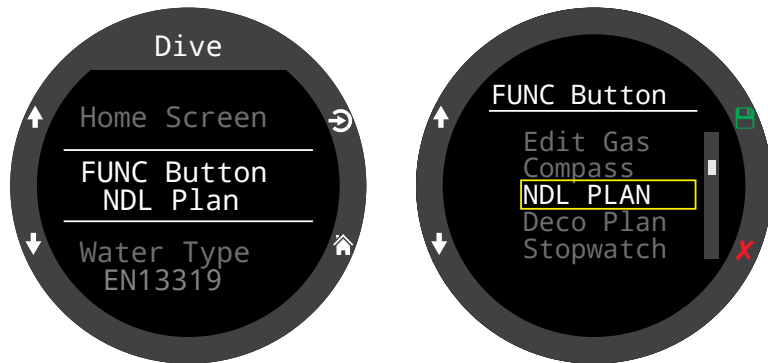 Dive
Home Screen
FUNC Button
NDL Plan
Water Type
EN13319
FUNC Button
Edit Gas
Compass
NDL PLAN
Deco Plan
Stopwatch